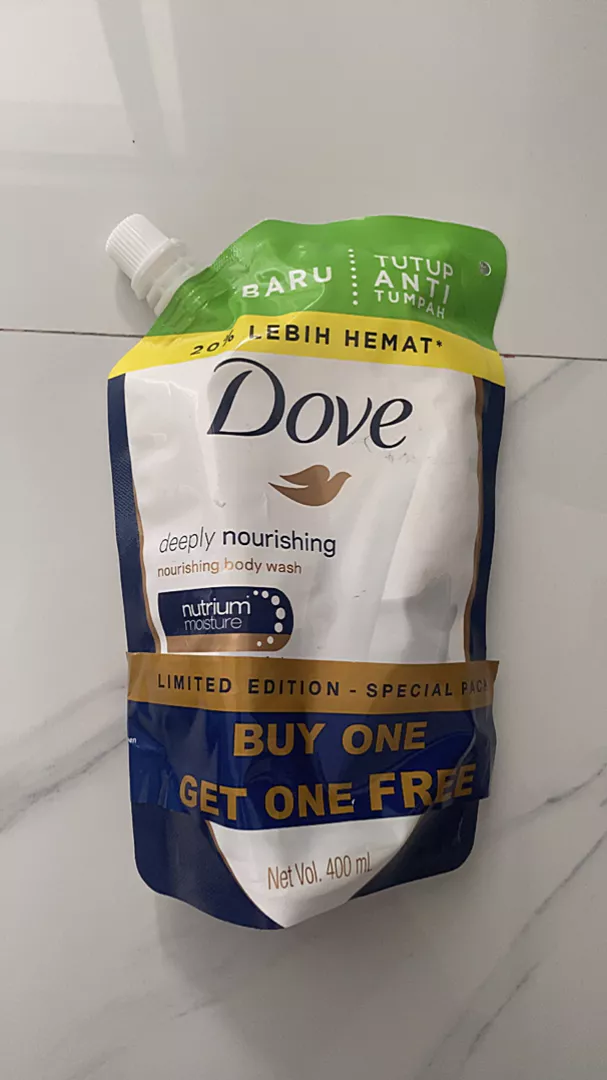 BARU
TUTUP
ANTI
TUMPAH
20% LEBIH HEMAT*
Dove
deeply nourishing
nourishing body wash
nutrium
moisture
LIMITED EDITION - SPECIAL PACK
BUY ONE
GET ONE FREE
Net Vol. 400 mL